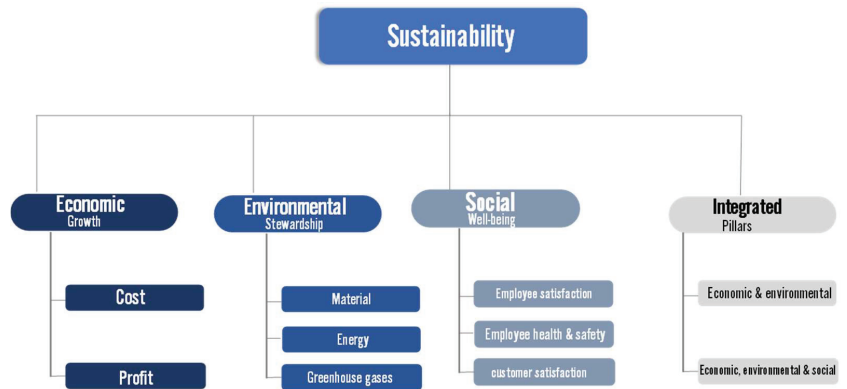 Sustainability
Economic
Growth
Cost
Profit
Environmental
Stewardship
Material
Energy
Greenhouse gases
Social
Well-being
Employee satisfaction
Employee health & safety
customer satisfaction
Integrated
Pillars
Economic & environmental
Economic, environmental & social